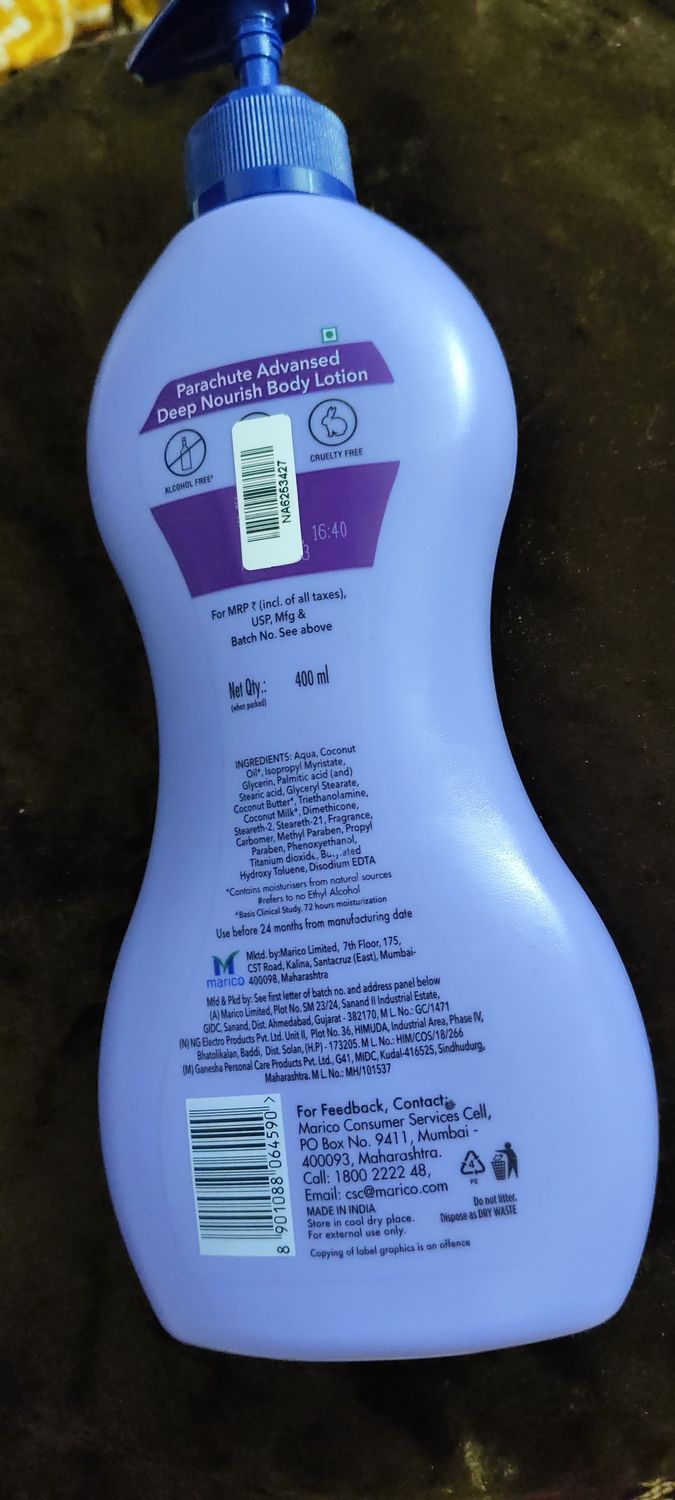 Parachute Advansed
Deep Nourish Body Lotion
ALCOHOL FREE#
CRUELTY FREE
NA6253427
16:40
3
For MRP ₹ (incl. of all taxes),
USP, Mfg &
Batch No. See above
Net Qty.: 400 ml
(when packed)
INGREDIENTS: Aqua, Coconut
Oil*, Isopropyl Myristate,
Glycerin, Palmitic acid (and)
Stearic acid, Glyceryl Stearate,
Coconut Butter*, Triethanolamine,
Coconut Milk*, Dimethicone,
Steareth-2, Steareth-21, Fragrance,
Carbomer, Methyl Paraben, Propyl
Paraben, Phenoxyethanol,
Titanium dioxide, Butylated
Hydroxy Toluene, Disodium EDTA
*Contains moisturisers from natural sources
#refers to no Ethyl Alcohol
^Basis Clinical Study, 72 hours moisturization
Use before 24 months from manufacturing date
marico
Mktd. by:Marico Limited, 7th Floor, 175,
CST Road, Kalina, Santacruz (East), Mumbai-
400098, Maharashtra
Mfd & Pkd by: See first letter of batch no. and address panel below
(A) Marico Limited, Plot No. SM 23/24, Sanand II Industrial Estate,
GIDC, Sanand, Dist. Ahmedabad, Gujarat - 382170, M L No.: GC/1471
(N) NG Electro Products Pvt. Ltd. Unit II, Plot No. 36, HIMUDA, Industrial Area, Phase IV,
Bhatolikalan, Baddi, Dist. Solan, (H.P) - 173205. M L. No.: HIM/COS/18/266
(M) Ganesha Personal Care Products Pvt. Ltd., G41, MIDC, Kudal-416525, Sindhudurg,
Maharashtra. M L No.: MH/101537
8 901088 064590 >
For Feedback, Contact:
Marico Consumer Services Cell,
PO Box No. 9411, Mumbai -
400093, Maharashtra.
Call: 1800 2222 48,
Email: csc@marico.com
MADE IN INDIA
Store in cool dry place.
For external use only.
Copying of label graphics is an offence
4
PE
Do not litter.
Dispose as DRY WASTE